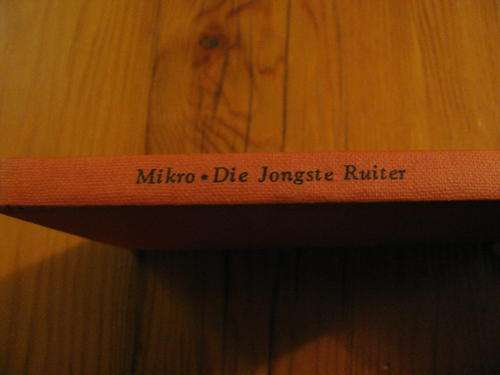 Mikro • Die Jongste Ruiter